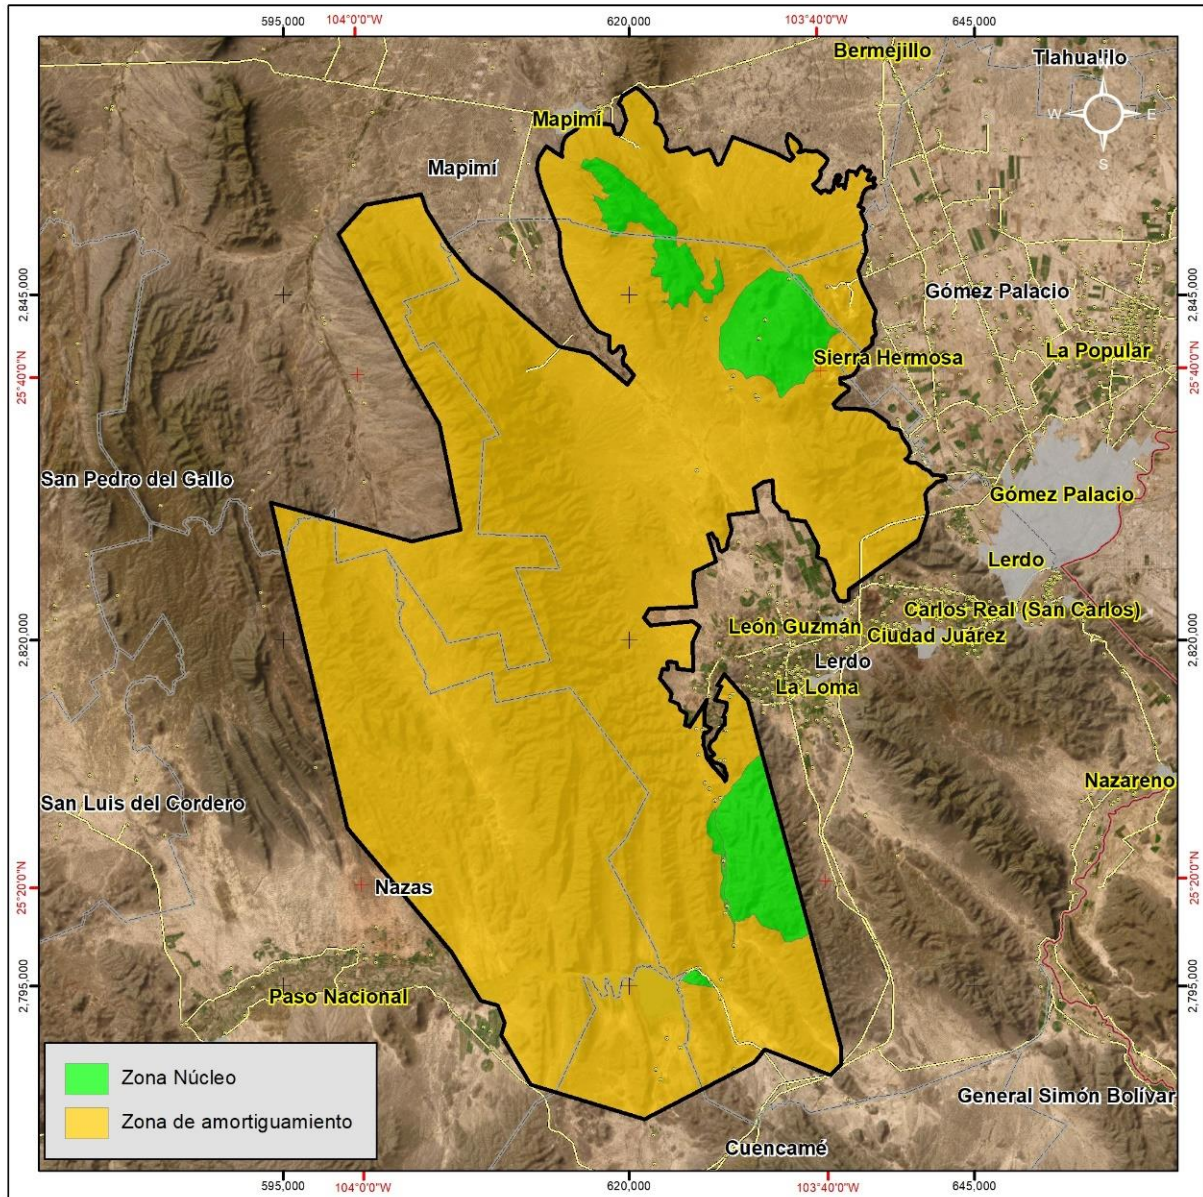 595,000
104°0'0"W
620,000
103°40'0"W
645,000
Bermejillo
Tlahualilo
W
E
S
Mapimí
Mapimí
2,845,000
Gómez Palacio
2,845,000
Sierra Hermosa
La Popular
25°40'0"N
25°40'0"N
San Pedro del Gallo
Gómez Palacio
Lerdo
Carlos Real (San Carlos)
León Guzmán
Ciudad Juárez
2,820,000
2,820,000
Lerdo
La Loma
Nazareno
San Luis del Cordero
25°20'0"N
Nazas
25°20'0"N
2,795,000
Paso Nacional
2,795,000
Zona Núcleo
Zona de amortiguamiento
General Simón Bolívar
Cuencamé
595,000
104°0'0"W
620,000
103°40'0"W
645,000